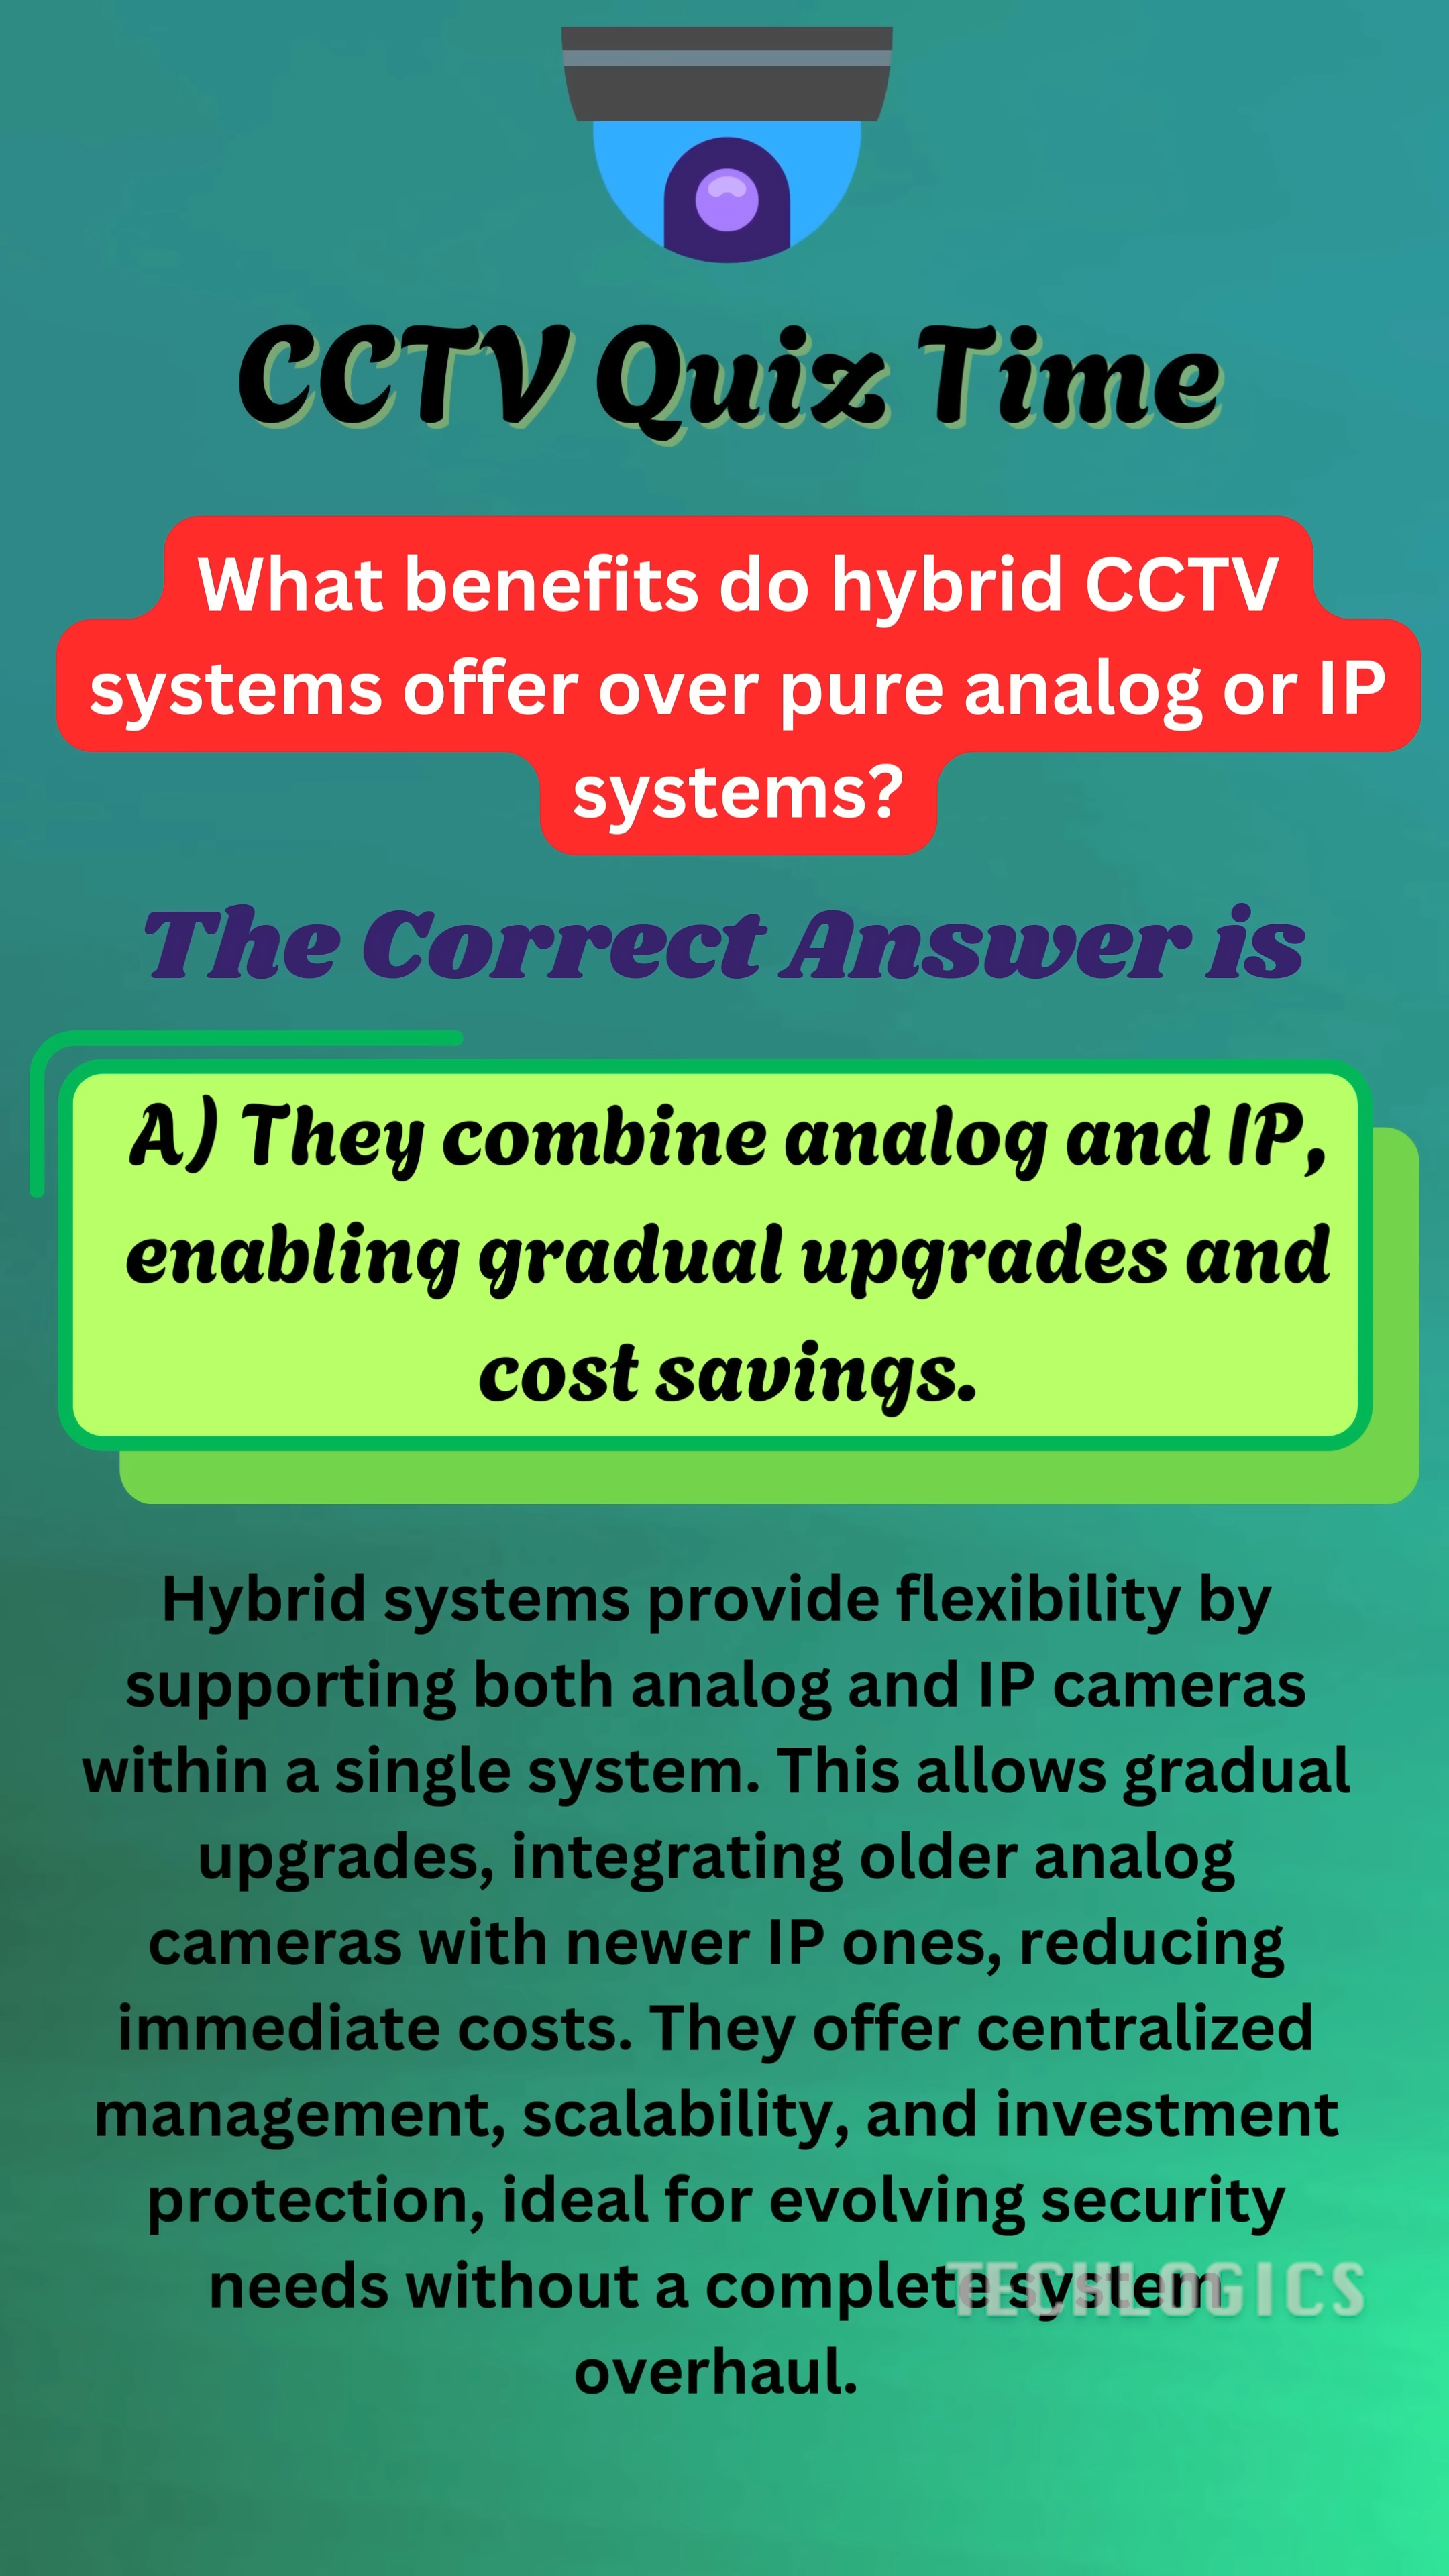 CCTV Quiz Time
What benefits do hybrid CCTV
systems offer over pure analog or IP
systems?
The Correct Answer is
A) They combine analog and IP,
enabling gradual upgrades and
cost savings.
Hybrid systems provide flexibility by
supporting both analog and IP cameras
within a single system. This allows gradual
upgrades, integrating older analog
cameras with newer IP ones, reducing
immediate costs. They offer centralized
management, scalability, and investment
protection, ideal for evolving security
needs without a complete system
TECHLOGICS
overhaul.